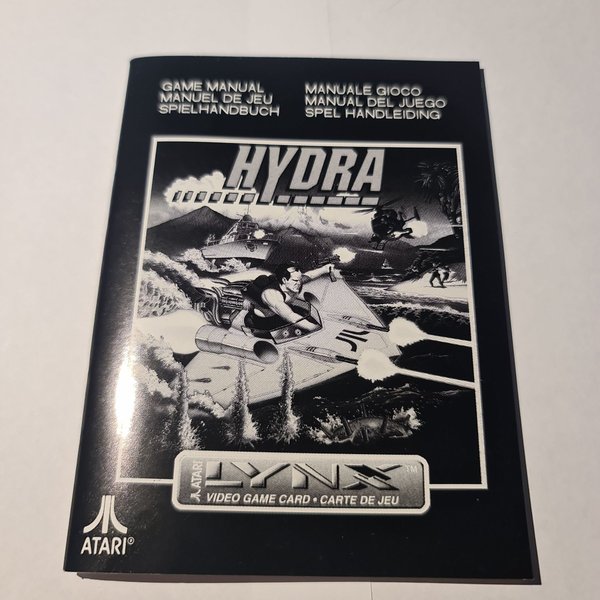 GAME MANUAL
MANUEL DE JEU
SPIELHANDBUCH
MANUALE GIOCO
MANUAL DEL JUEGO
SPEL HANDLEIDING
HYDRA
ATARI
LYNX™
VIDEO GAME CARD • CARTE DE JEU
ATARI®